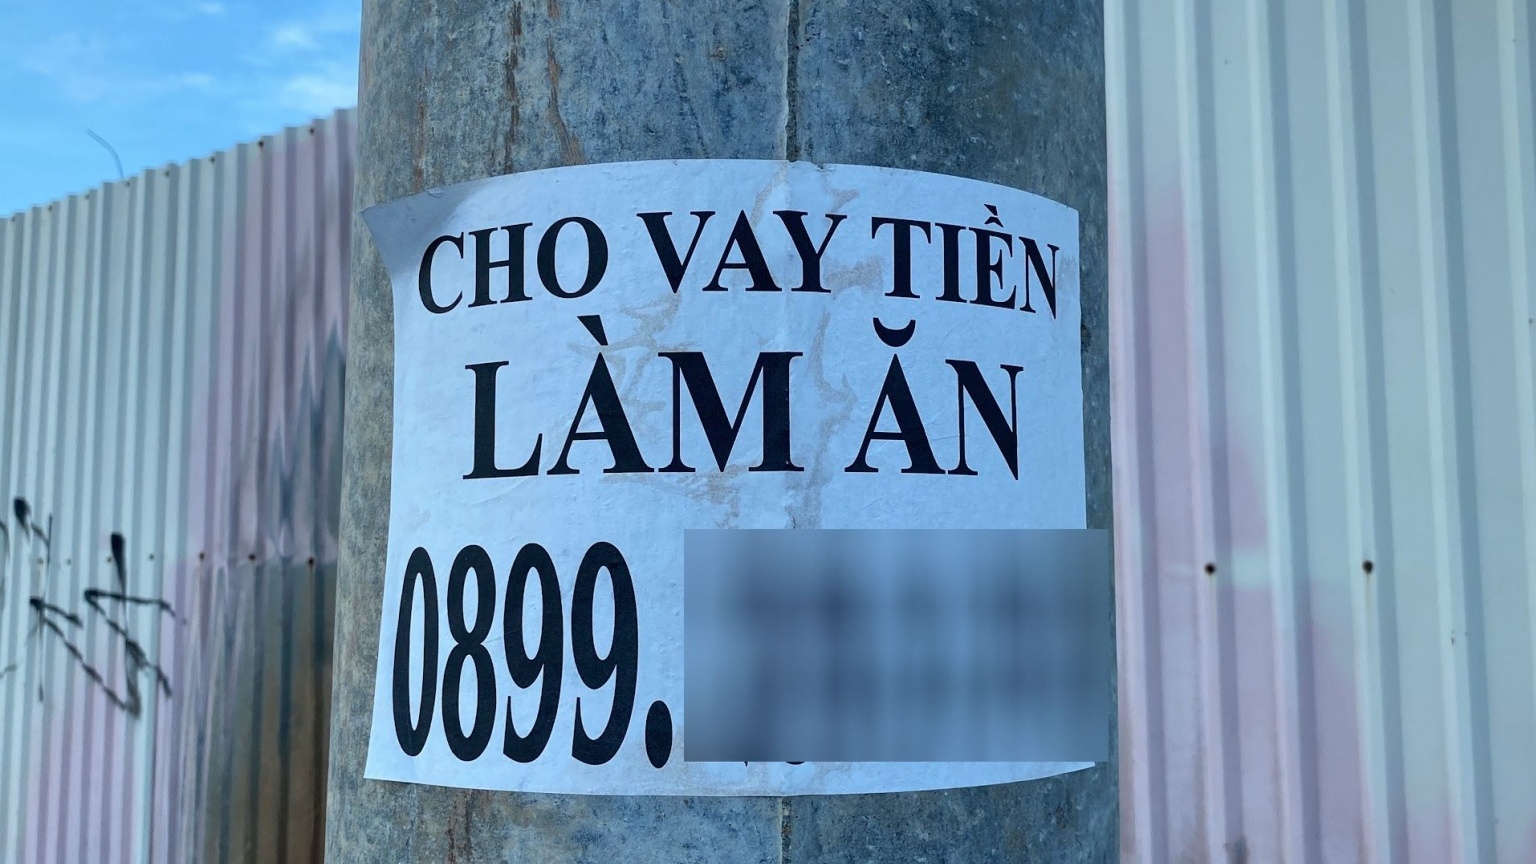 CHO VAY TIỀN
LÀM ĂN
0899.